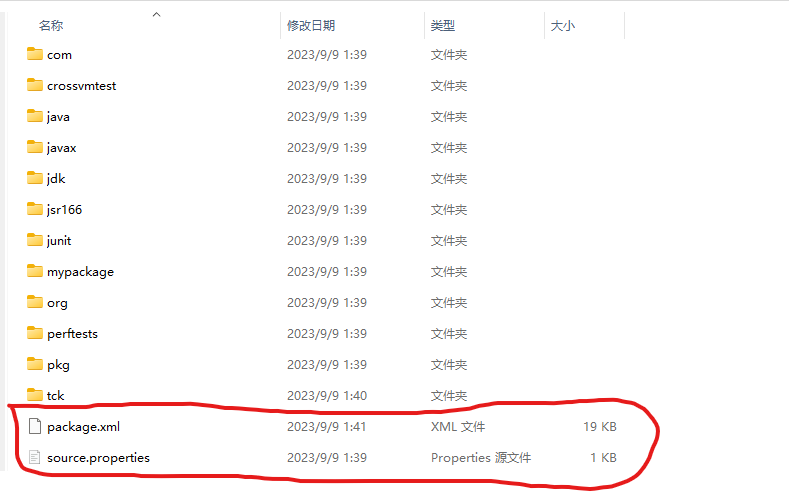 名称 修改日期 类型 大小
com 2023/9/9 1:39 文件夹
crossvmtest 2023/9/9 1:39 文件夹
java 2023/9/9 1:39 文件夹
javax 2023/9/9 1:39 文件夹
jdk 2023/9/9 1:39 文件夹
jsr166 2023/9/9 1:39 文件夹
junit 2023/9/9 1:39 文件夹
mypackage 2023/9/9 1:39 文件夹
org 2023/9/9 1:39 文件夹
perftests 2023/9/9 1:39 文件夹
pkg 2023/9/9 1:39 文件夹
tck 2023/9/9 1:40 文件夹
package.xml 2023/9/9 1:41 XML 文件 19 KB
source.properties 2023/9/9 1:39 Properties 源文件 1 KB